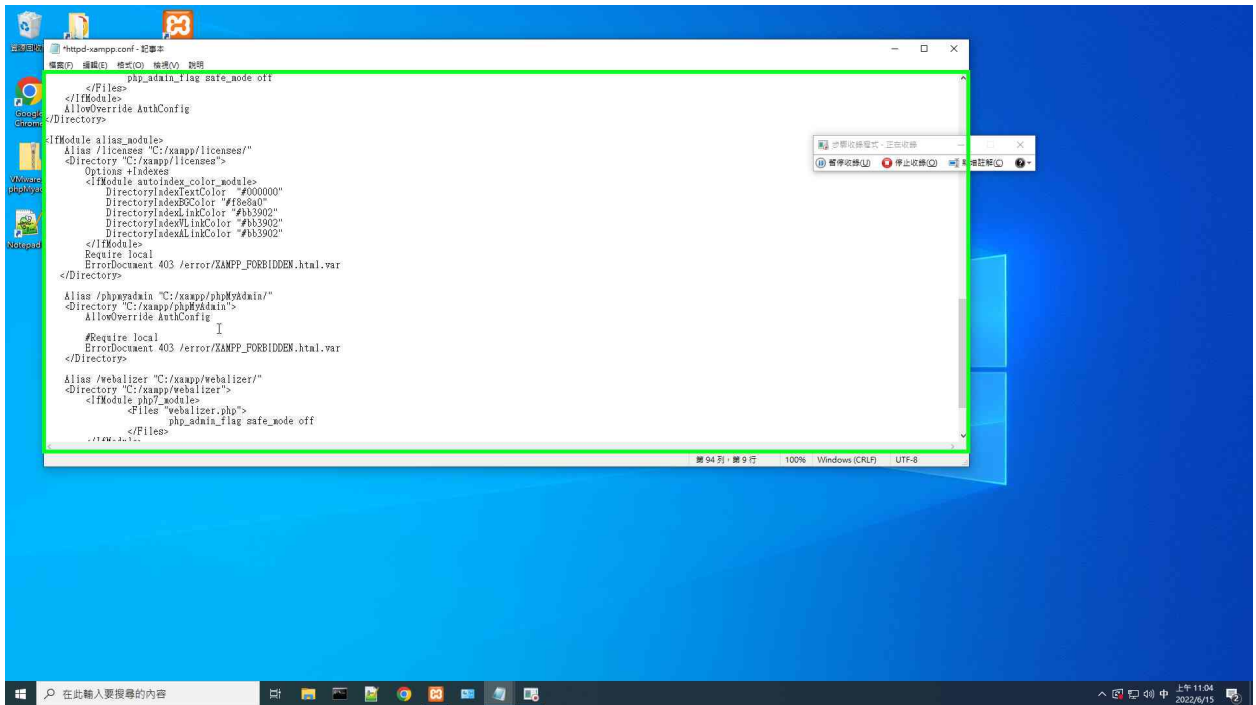 Google
Chrome
VMware
Notepad
*httpd-xampp.conf - 記事本
檔案(F) 編輯(E) 格式(O) 檢視(V) 說明
php_admin_flag safe_mode off
</Files>
</IfModule>
AllowOverride AuthConfig
</Directory>
<IfModule alias_module>
Alias /licenses "C:/xampp/licenses/"
<Directory "C:/xampp/licenses">
Options +Indexes
<IfModule autoindex_color_module>
DirectoryIndexTextColor "#000000"
DirectoryIndexBGColor "#f8e8a0"
DirectoryIndexLinkColor "#bb3902"
DirectoryIndexVLinkColor "#bb3902"
DirectoryIndexALinkColor "#bb3902"
</IfModule>
Require local
ErrorDocument 403 /error/XAMPP_FORBIDDEN.html.var
</Directory>
Alias /phpmyadmin "C:/xampp/phpMyAdmin/"
<Directory "C:/xampp/phpMyAdmin">
AllowOverride AuthConfig
#Require local
ErrorDocument 403 /error/XAMPP_FORBIDDEN.html.var
</Directory>
Alias /webalizer "C:/xampp/webalizer/"
<Directory "C:/xampp/webalizer">
<IfModule php7_module>
<Files "webalizer.php">
php_admin_flag safe_mode off
</Files>
第 94 列，第 9 行 100% Windows (CRLF) UTF-8
步驟收錄程式 - 正在收錄
暫停收錄(U) 停止收錄(O) 新增註解(C)
在此輸入要搜尋的內容
中
上午 11:04
2022/6/15
2